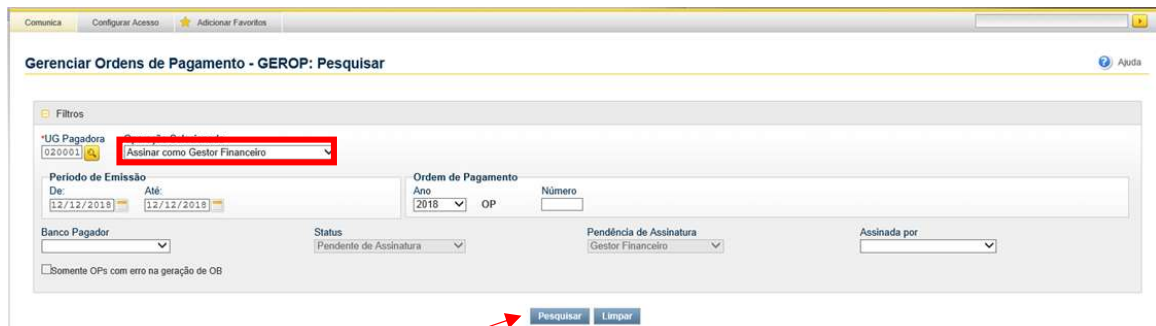 Comunica Configurar Acesso Adicionar Favoritos
Gerenciar Ordens de Pagamento - GEROP: Pesquisar Ajuda
Filtros
*UG Pagadora
020001 Assinar como Gestor Financeiro
Período de Emissão Ordem de Pagamento
De: Até: Ano Número
12/12/2018 12/12/2018 2018 OP
Banco Pagador Status Pendência de Assinatura Assinada por
Pendente de Assinatura Gestor Financeiro
Somente OPs com erro na geração de OB
Pesquisar Limpar